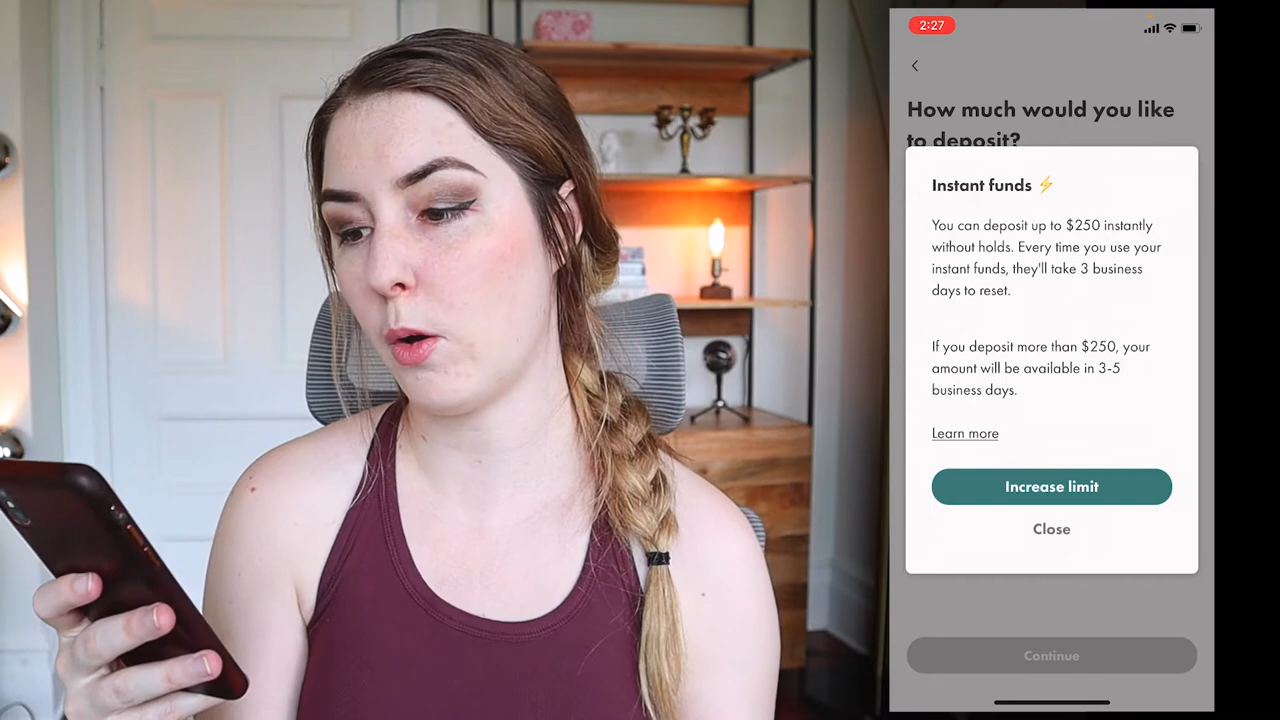 2:27
How much would you like
to deposit?
Instant funds ⚡
You can deposit up to $250 instantly
without holds. Every time you use your
instant funds, they'll take 3 business
days to reset.
If you deposit more than $250, your
amount will be available in 3-5
business days.
Learn more
Increase limit
Close
Continue